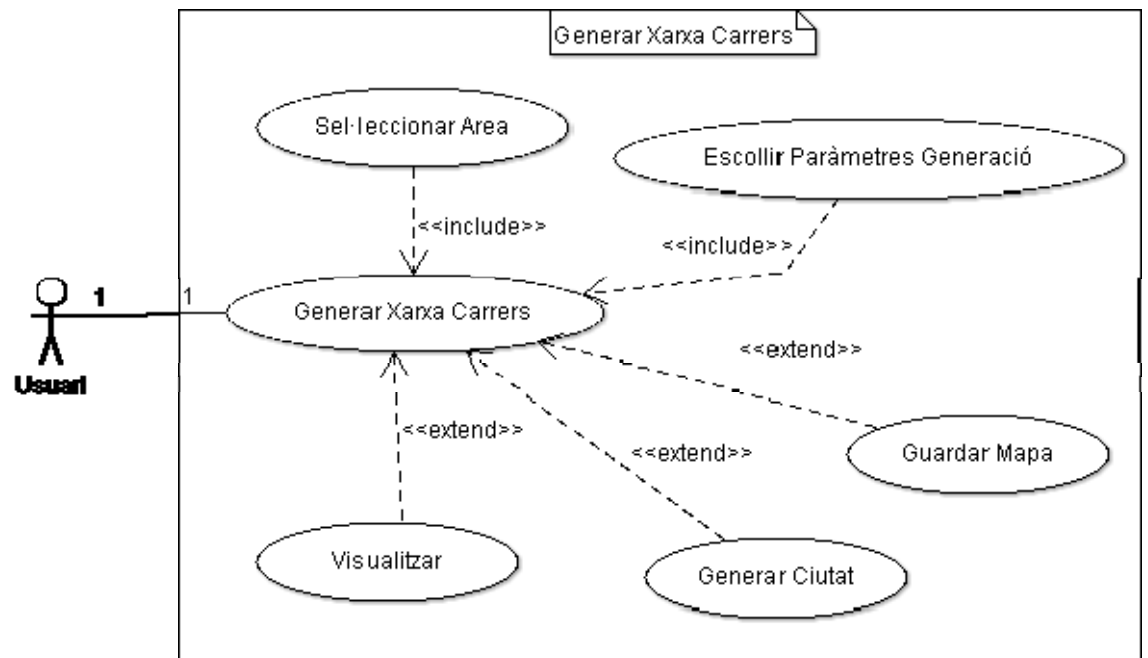 Generar Xarxa Carrers
Sel·leccionar Area
Escollir Paràmetres Generació
<<include>>
<<include>>
1
1
Generar Xarxa Carrers
Usuari
<<extend>>
<<extend>>
<<extend>>
Guardar Mapa
Visualitzar
Generar Ciutat